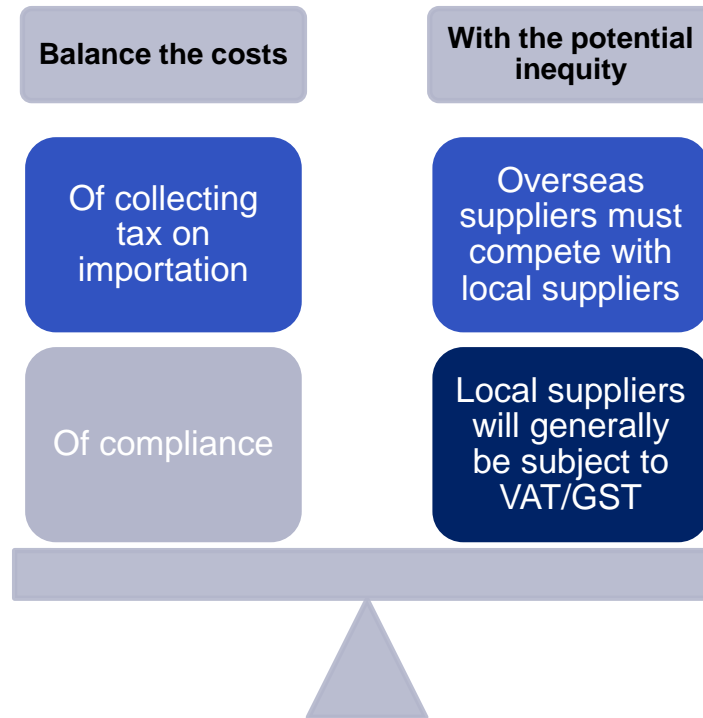 Balance the costs
With the potential
inequity
Of collecting
tax on
importation
Overseas
suppliers must
compete with
local suppliers
Of compliance
Local suppliers
will generally
be subject to
VAT/GST